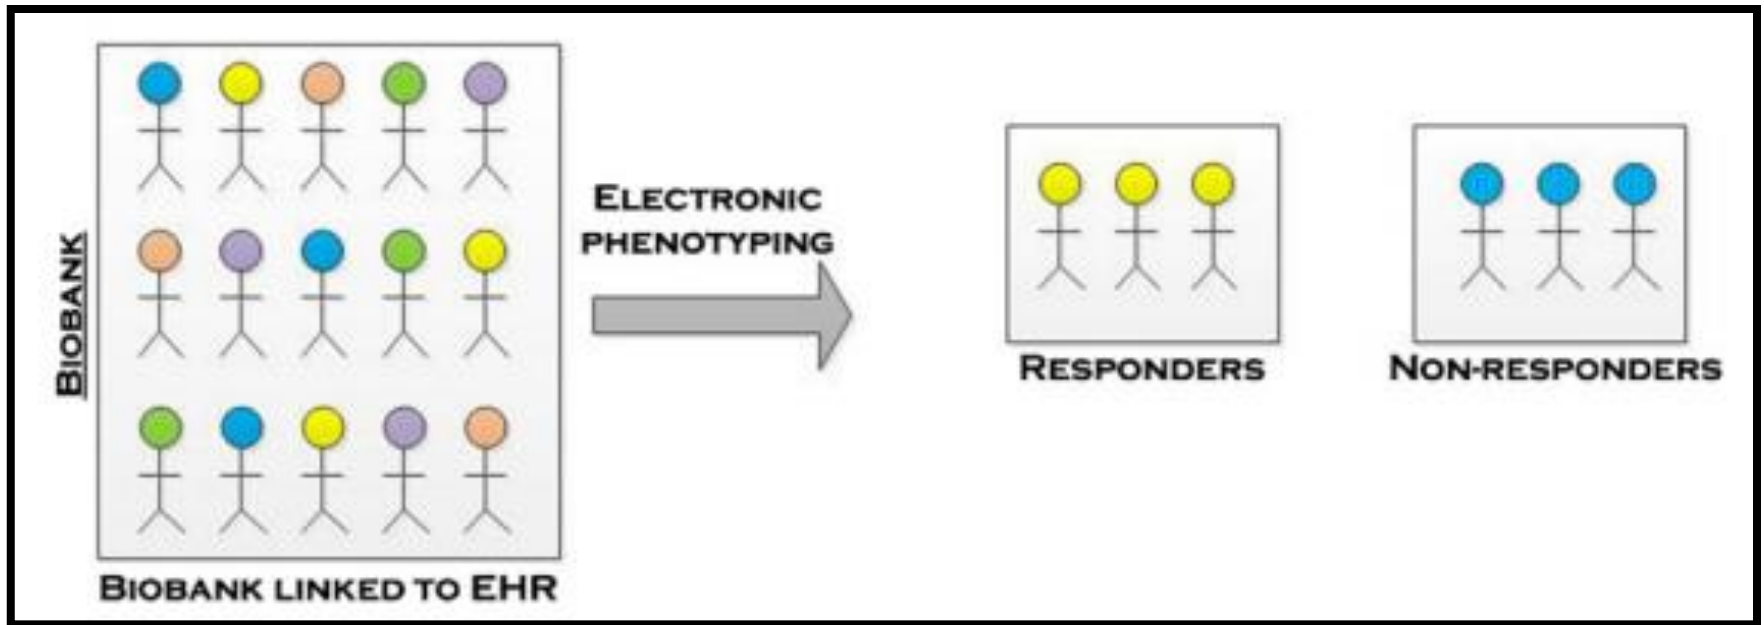 BIOBANK
BIOBANK LINKED TO EHR
ELECTRONIC
PHENOTYPING
RESPONDERS
NON-RESPONDERS